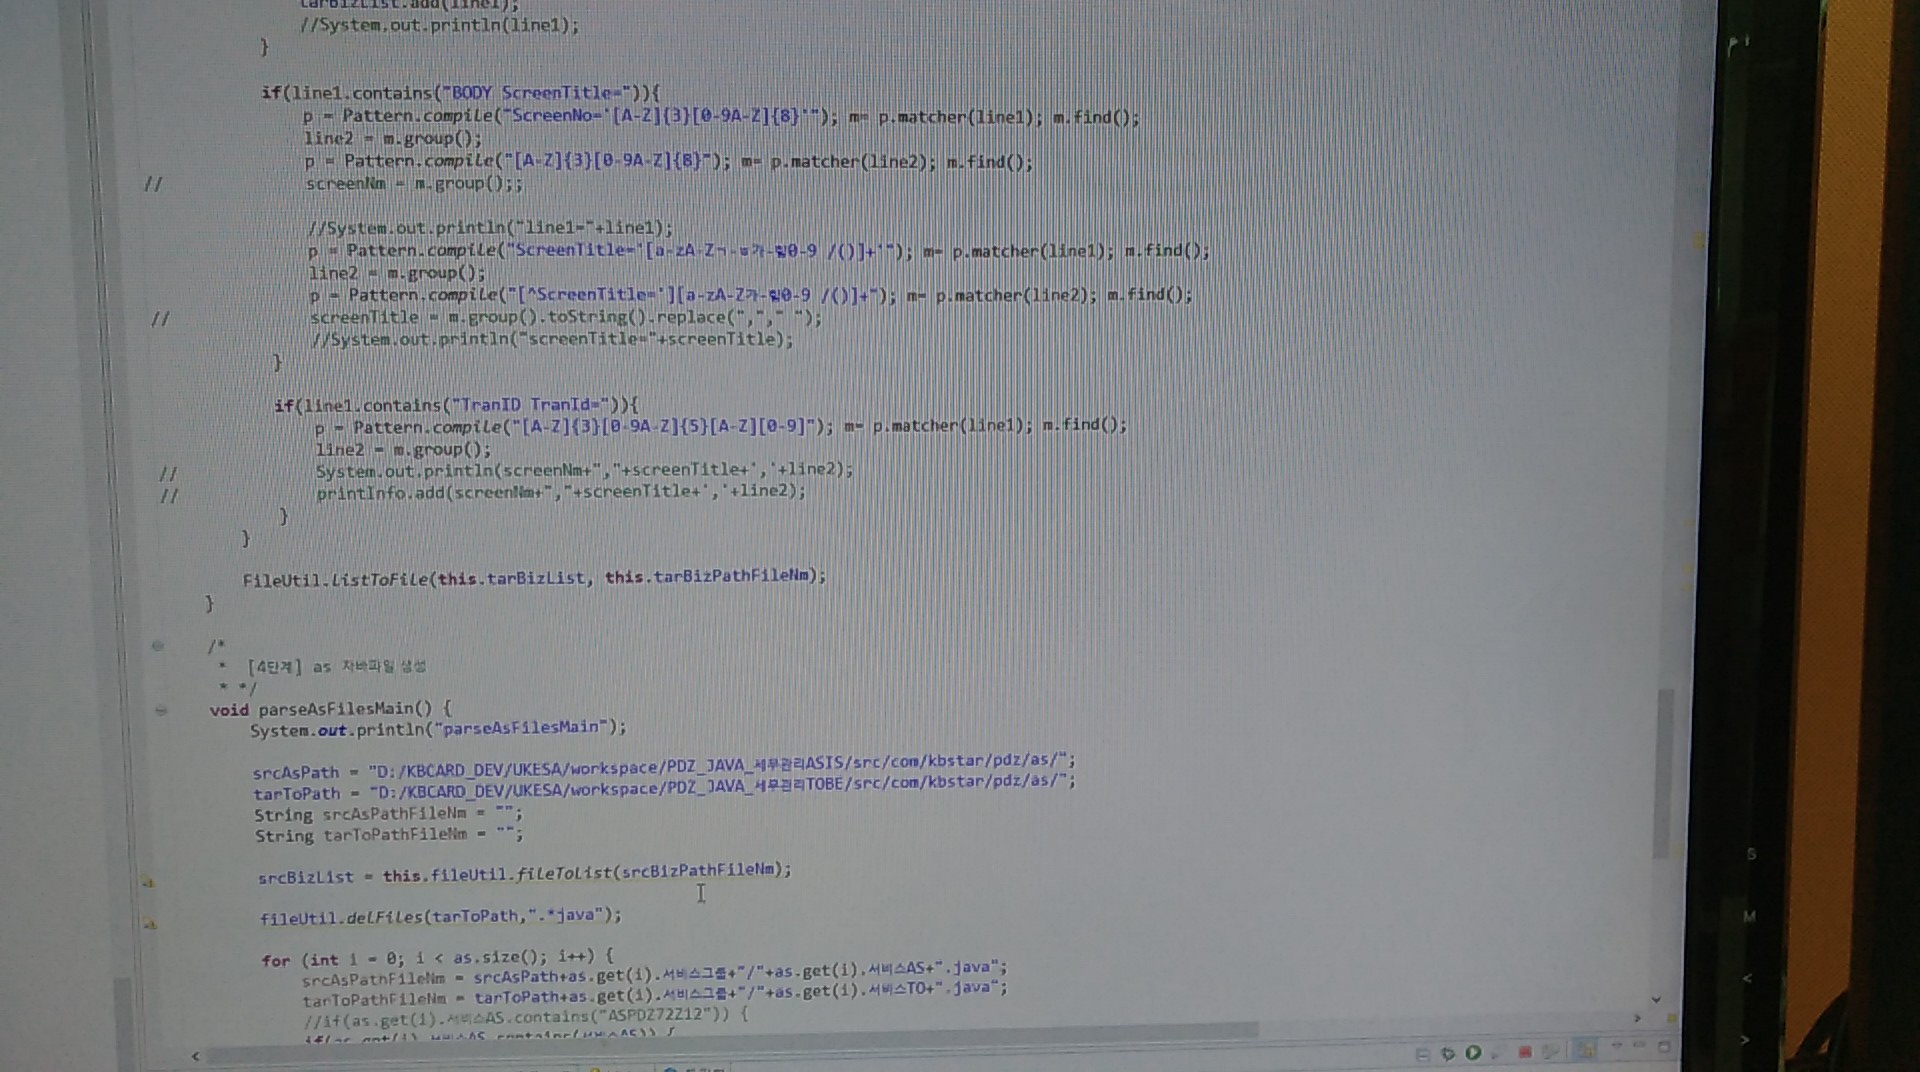 tarBizList.add(line1);
//System.out.println(line1);
}
if(line1.contains("BODY ScreenTitle=")){
p = Pattern.compile("ScreenNo='[A-Z]{3}[0-9A-Z]{8}'"); m= p.matcher(line1); m.find();
line2 = m.group();
p = Pattern.compile("[A-Z]{3}[0-9A-Z]{8}"); m= p.matcher(line2); m.find();
// screenNm = m.group();;
//System.out.println("line1="+line1);
p = Pattern.compile("ScreenTitle='[a-zA-Zㄱ-ㅎ가-힣0-9 /()]+'"); m= p.matcher(line1); m.find();
line2 = m.group();
p = Pattern.compile("[^ScreenTitle='][a-zA-Z가-힣0-9 /()]+"); m= p.matcher(line2); m.find();
// screenTitle = m.group().toString().replace(","," ");
//System.out.println("screenTitle="+screenTitle);
}
if(line1.contains("TranID TranId=")){
p = Pattern.compile("[A-Z]{3}[0-9A-Z]{5}[A-Z][0-9]"); m= p.matcher(line1); m.find();
line2 = m.group();
// System.out.println(screenNm+","+screenTitle+','+line2);
// printInfo.add(screenNm+","+screenTitle+','+line2);
}
}
FileUtil.listToFile(this.tarBizList, this.tarBizPathFileNm);
}
/*
* [4단계] as 자바파일 생성
* */
void parseAsFilesMain() {
System.out.println("parseAsFilesMain");
srcAsPath = "D:/KBCARD_DEV/UKESA/workspace/PDZ_JAVA_세무관리ASIS/src/com/kbstar/pdz/as/";
tarToPath = "D:/KBCARD_DEV/UKESA/workspace/PDZ_JAVA_세무관리TOBE/src/com/kbstar/pdz/as/";
String srcAsPathFileNm = "";
String tarToPathFileNm = "";
srcBizList = this.fileUtil.fileToList(srcBizPathFileNm);
fileUtil.delFiles(tarToPath,".*java");
for (int i = 0; i < as.size(); i++) {
srcAsPathFileNm = srcAsPath+as.get(i).서비스그룹+"/"+as.get(i).서비스AS+".java";
tarToPathFileNm = tarToPath+as.get(i).서비스그룹+"/"+as.get(i).서비스TO+".java";
//if(as.get(i).서비스AS.contains("ASPDZ72Z12")) {
S
M
<
>